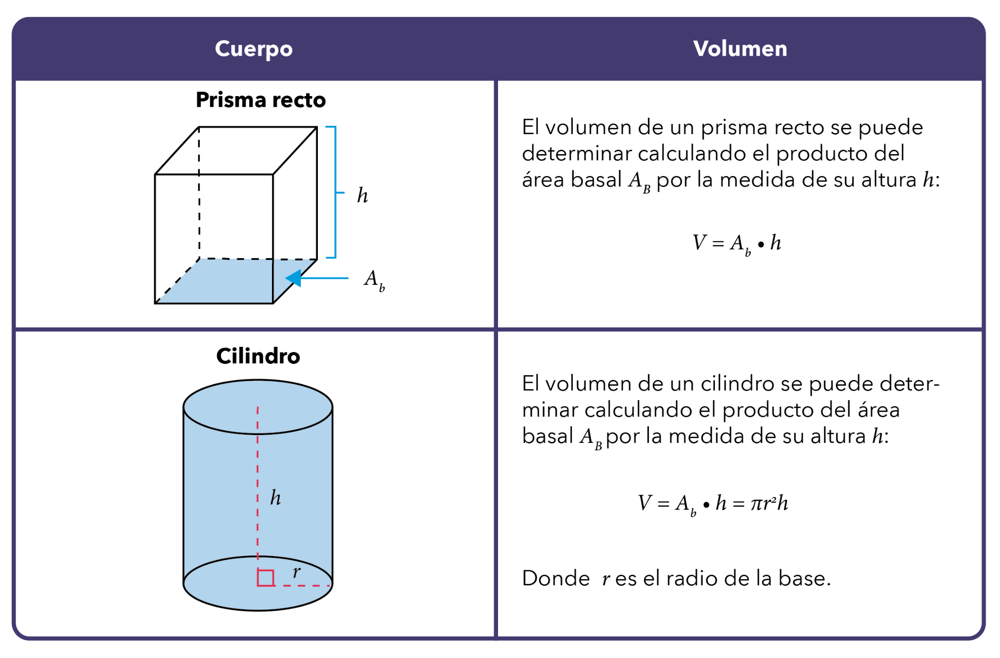 Cuerpo
Volumen
Prisma recto
h
A_b
El volumen de un prisma recto se puede
determinar calculando el producto del
área basal A_B por la medida de su altura h:
V = A_b • h
Cilindro
h
r
El volumen de un cilindro se puede deter-
minar calculando el producto del área
basal A_B por la medida de su altura h:
V = A_b • h = πr²h
Donde r es el radio de la base.